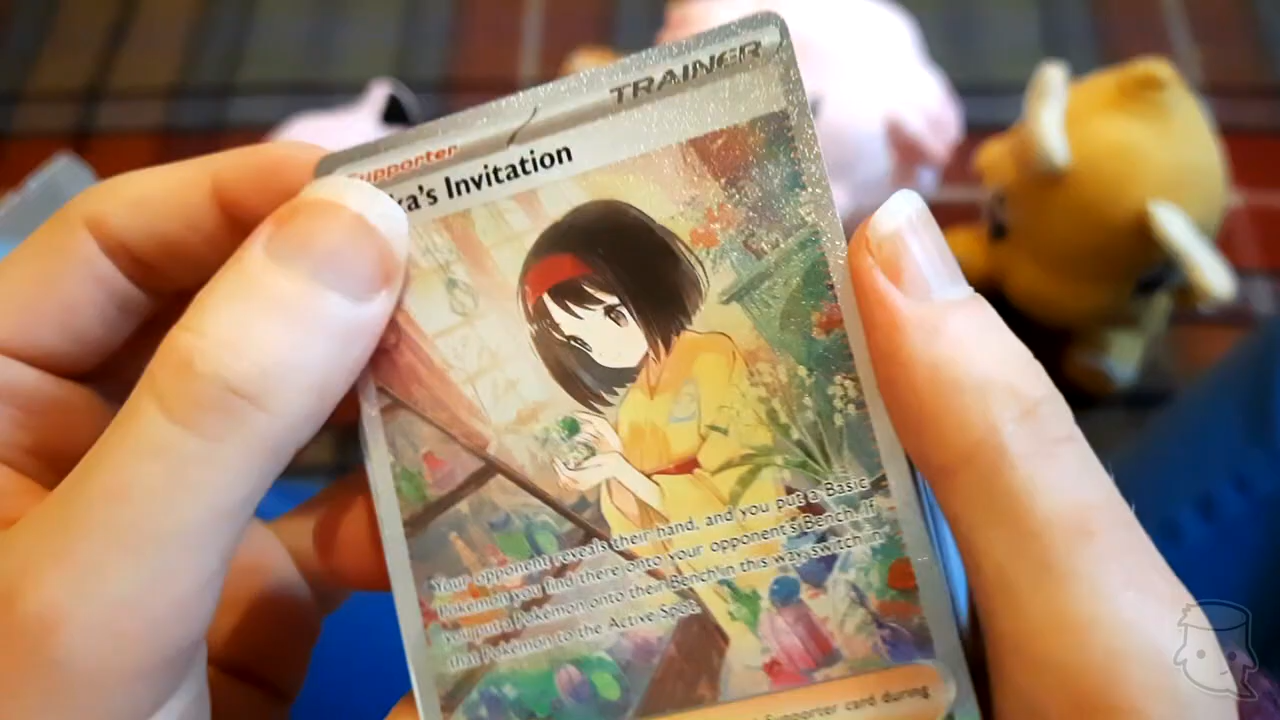 TRAINER
Supporter
ka's Invitation
Your opponent reveals their hand, and you put a Basic
Pokémon you find there onto your opponent's Bench. If
you put a Pokémon onto their Bench in this way, switch in
that Pokémon to the Active Spot.
Supporter card during